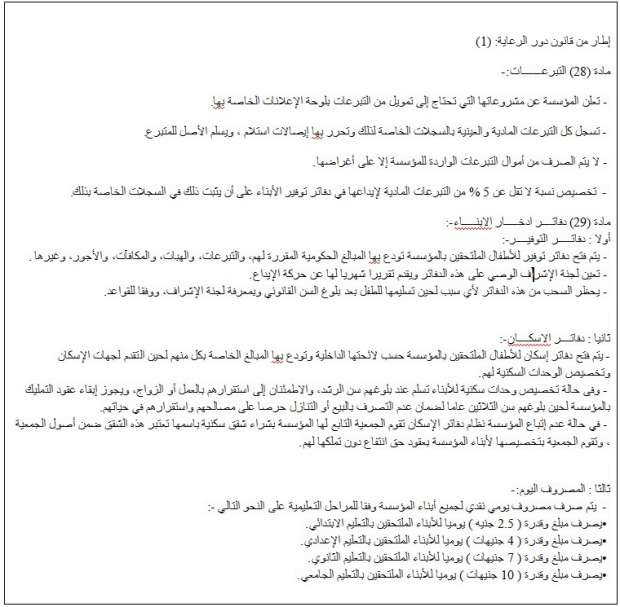 إطار من قانون دور الرعاية: (1)
مادة (28) التبرعـــــــات:-
- تعلن المؤسسة عن مشروعاتها التي تحتاج إلى تمويل من التبرعات بلوحة الإعلانات الخاصة بها.
- تسجل كل التبرعات المادية والعينية بالسجلات الخاصة لذلك وتحرر بها إيصالات استلام ، ويسلم الأصل للمتبرع.
- لا يتم الصرف من أموال التبرعات الواردة للمؤسسة إلا على أغراضها.
- تخصيص نسبة لا تقل عن 5 % من التبرعات المادية لإيداعها في دفاتر توفير الأبناء على أن يثبت ذلك في السجلات الخاصة بذلك.
مادة (29) دفاتــــر ادخــــار الابنــــاء-:
أولا : دفاتــــر التوفيــــر-:
- يتم فتح دفاتر توفير للأطفال الملتحقين بالمؤسسة تودع بها المبالغ الحكومية المقررة لهم، والتبرعات، والهبات، والمكافآت، والأجور، وغيرها .
- تعين لجنة الإشراف الوصي على هذه الدفاتر ويقدم تقريرا شهريا لها عن حركة الإيداع.
- يحظر السحب من هذه الدفاتر لأي سبب لحين تسليمها للطفل بعد بلوغ السن القانوني وبمعرفة لجنة الإشراف، ووفقا للقواعد.
ثانيا : دفاتـــر الاسكـــان-:
- يتم فتح دفاتر إسكان للأطفال الملتحقين بالمؤسسة حسب لائحتها الداخلية وتودع بها المبالغ الخاصة بكل منهم لحين التقدم لجهات الإسكان
وتخصيص الوحدات السكنية لهم.
- وفى حالة تخصيص وحدات سكنية للأبناء تسلم عند بلوغهم سن الرشد، والاطمئنان إلى استقرارهم بالعمل أو الزواج، ويجوز إبقاء عقود التمليك
بالمؤسسة لحين بلوغهم سن الثلاثين عاما لضمان عدم التصرف بالبيع أو التنازل حرصا على مصالحهم واستقرارهم في حياتهم.
- في حالة عدم إتباع المؤسسة نظام دفاتر الإسكان تقوم الجمعية التابع لها المؤسسة بشراء شقق سكنية باسمها تعتبر هذه الشقق ضمن أصول الجمعية
، وتقوم الجمعية بتخصيصها لأبناء المؤسسة بعقود حق انتفاع دون تملكها لهم.
ثالثا : المصروف اليوم:-
- يتم صرف مصروف يومي نقدي لجميع أبناء المؤسسة وفقا للمراحل التعليمية على النحو التالي -:
•يصرف مبلغ وقدرة ( 2.5 جنيه ) يوميا للأبناء الملتحقين بالتعليم الابتدائي.
•يصرف مبلغ وقدرة ( 4 جنيهات ) يوميا للأبناء الملتحقين بالتعليم الإعدادي.
•يصرف مبلغ وقدرة ( 7 جنيهات ) يوميا للأبناء الملتحقين بالتعليم الثانوي.
•يصرف مبلغ وقدرة ( 10 جنيهات ) يوميا للأبناء الملتحقين بالتعليم الجامعي.